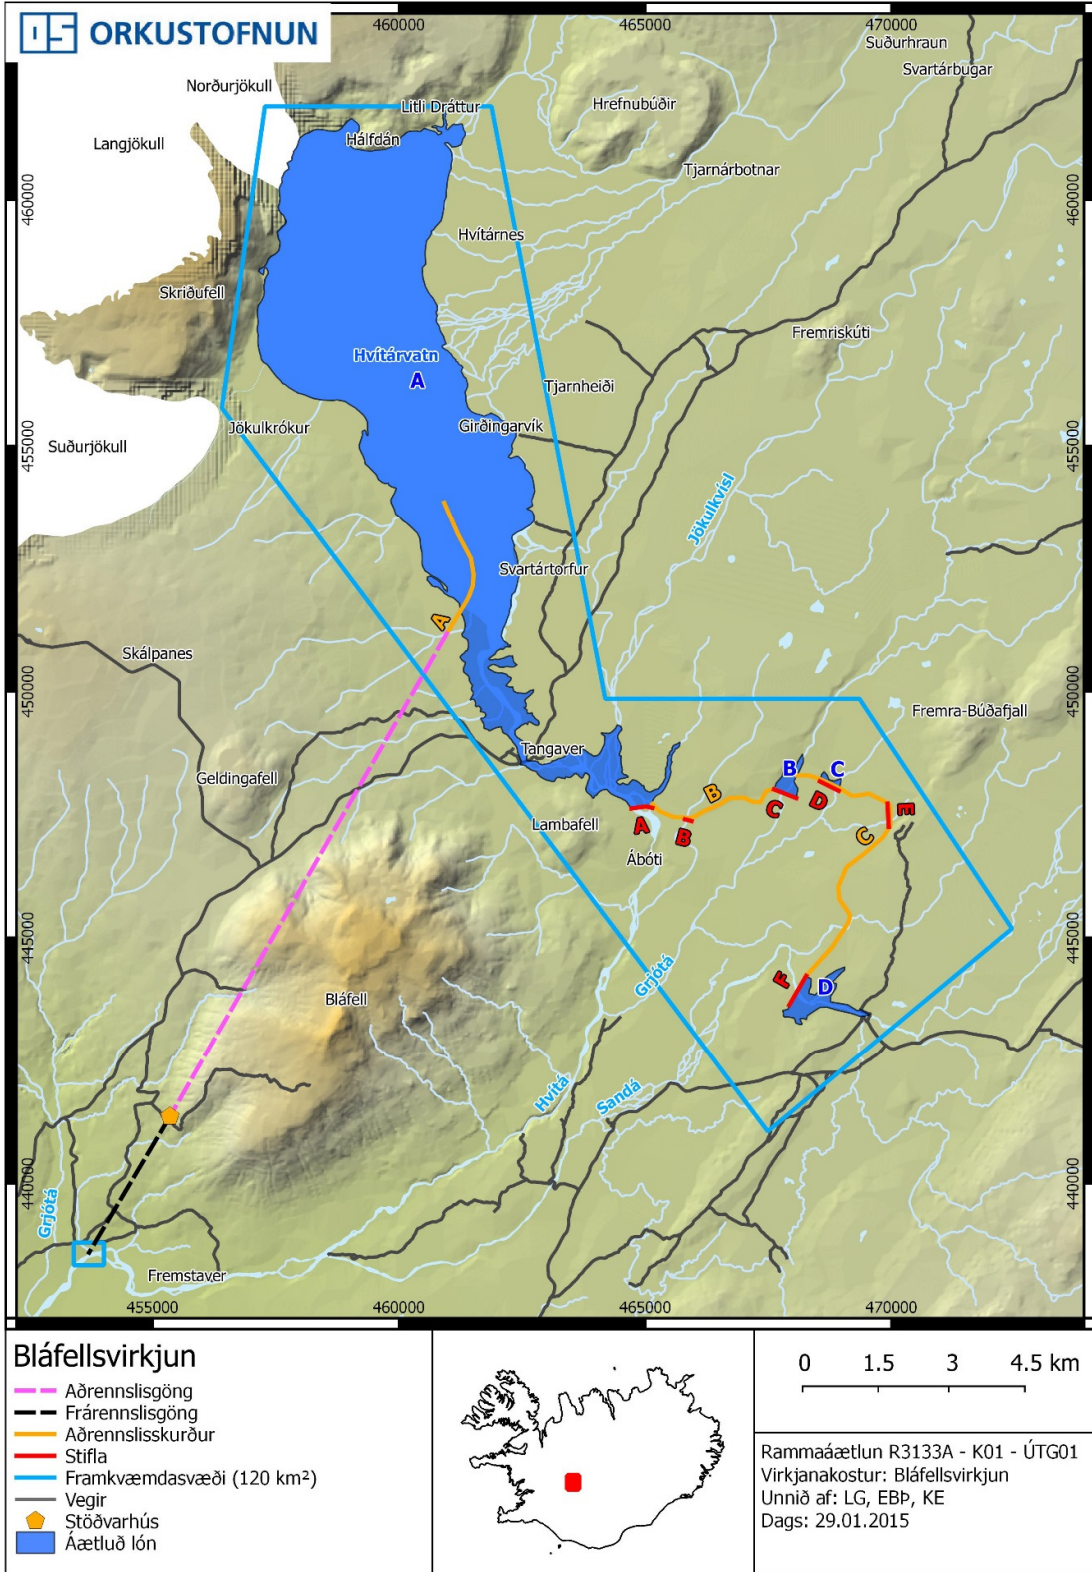 ORKUSTOFNUN
460000
465000
470000
Suðurhraun
Svartárbugar
Norðurjökull
Litli Dráttur
Hrefnubúðir
Langjökull
Hálfdán
Tjarnárbotnar
460000
460000
Hvítárnes
Skriðufell
Fremriskúti
Hvítárvatn
A
Tjarnheiði
Jökulkrókur
Girðingarvík
Suðurjökull
455000
455000
Jökulkvísl
Svartártorfur
A
Skálpanes
450000
450000
Fremra-Búðafjall
Tangaver
Geldingafell
B
C
B
C
D
E
Lambafell
A
B
C
Ábóti
445000
445000
Grjótá
F
D
Bláfell
Hvítá
Sandá
440000
440000
Grjótá
Fremstaver
455000
460000
465000
470000
Bláfellsvirkjun
Aðrennslisgöng
Frárennslisgöng
Aðrennslisskurður
Stifla
Framkvæmdasvæði (120 km²)
Vegir
Stöðvarhús
Áætluð lón
0 1.5 3 4.5 km
Rammaáætlun R3133A - K01 - ÚTG01
Virkjanakostur: Bláfellsvirkjun
Unnið af: LG, EBÞ, KE
Dags: 29.01.2015